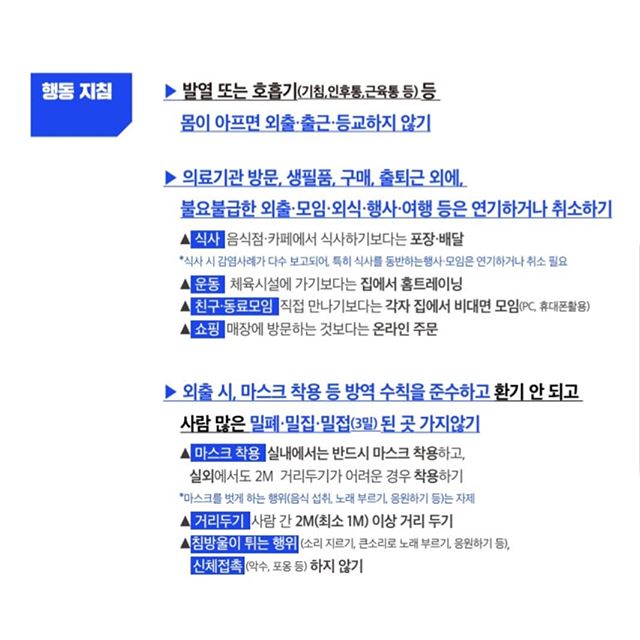 행동 지침
▶ 발열 또는 호흡기(기침,인후통,근육통 등) 등
몸이 아프면 외출·출근·등교하지 않기
▶ 의료기관 방문, 생필품, 구매, 출퇴근 외에,
불요불급한 외출·모임·외식·행사·여행 등은 연기하거나 취소하기
▲식사 음식점·카페에서 식사하기보다는 포장·배달
*식사 시 감염사례가 다수 보고되어, 특히 식사를 동반하는행사·모임은 연기하거나 취소 필요
▲운동 체육시설에 가기보다는 집에서 홈트레이닝
▲친구·동료모임 직접 만나기보다는 각자 집에서 비대면 모임(PC, 휴대폰활용)
▲쇼핑 매장에 방문하는 것보다는 온라인 주문
▶ 외출 시, 마스크 착용 등 방역 수칙을 준수하고 환기 안 되고
사람 많은 밀폐·밀집·밀접(3밀) 된 곳 가지않기
▲마스크 착용 실내에서는 반드시 마스크 착용하고,
실외에서도 2M 거리두기가 어려운 경우 착용하기
*마스크를 벗게 하는 행위(음식 섭취, 노래 부르기, 응원하기 등)는 자제
▲거리두기 사람 간 2M(최소 1M) 이상 거리 두기
▲침방울이 튀는 행위 (소리 지르기, 큰소리로 노래 부르기, 응원하기 등),
신체접촉(악수, 포옹 등) 하지 않기